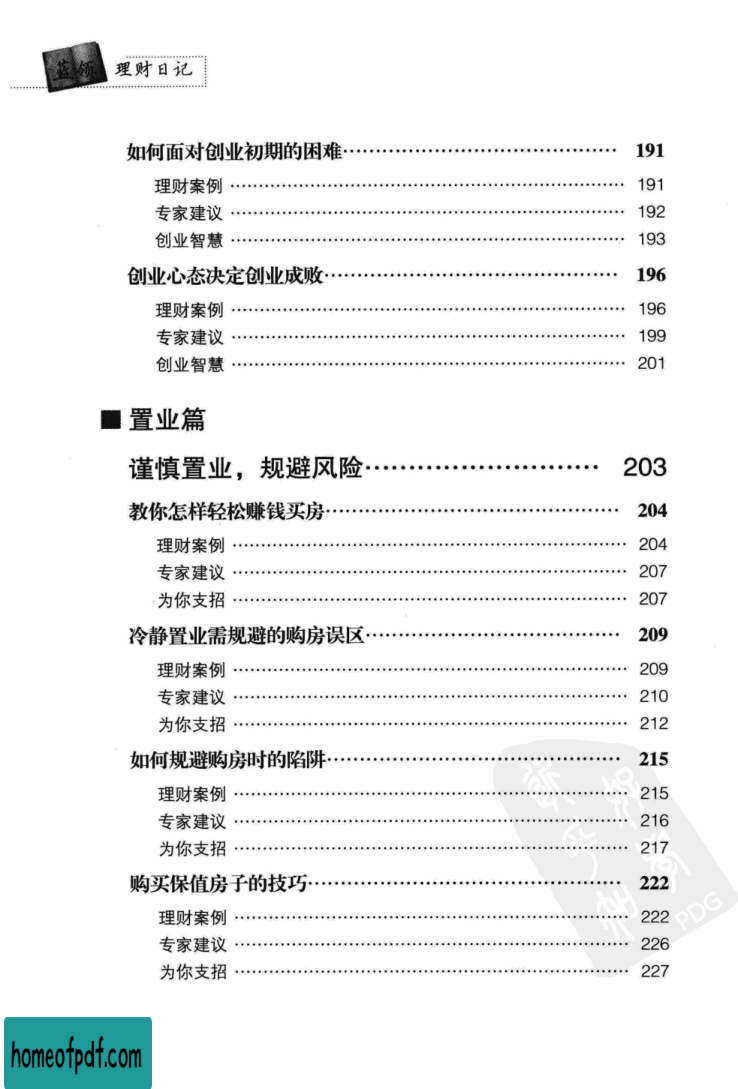 蓝领 理财日记
如何面对创业初期的困难…………………………………… 191
理财案例 …………………………………………………… 191
专家建议 …………………………………………………… 192
创业智慧 …………………………………………………… 193
创业心态决定创业成败……………………………………… 196
理财案例 …………………………………………………… 196
专家建议 …………………………………………………… 199
创业智慧 …………………………………………………… 201
■ 置业篇
谨慎置业，规避风险………………………… 203
教你怎样轻松赚钱买房……………………………………… 204
理财案例 …………………………………………………… 204
专家建议 …………………………………………………… 207
为你支招 …………………………………………………… 207
冷静置业需规避的购房误区………………………………… 209
理财案例 …………………………………………………… 209
专家建议 …………………………………………………… 210
为你支招 …………………………………………………… 212
如何规避购房时的陷阱……………………………………… 215
理财案例 …………………………………………………… 215
专家建议 …………………………………………………… 216
为你支招 …………………………………………………… 217
购买保值房子的技巧………………………………………… 222
理财案例 …………………………………………………… 222
专家建议 …………………………………………………… 226
为你支招 …………………………………………………… 227
PDG
homeofpdf.com